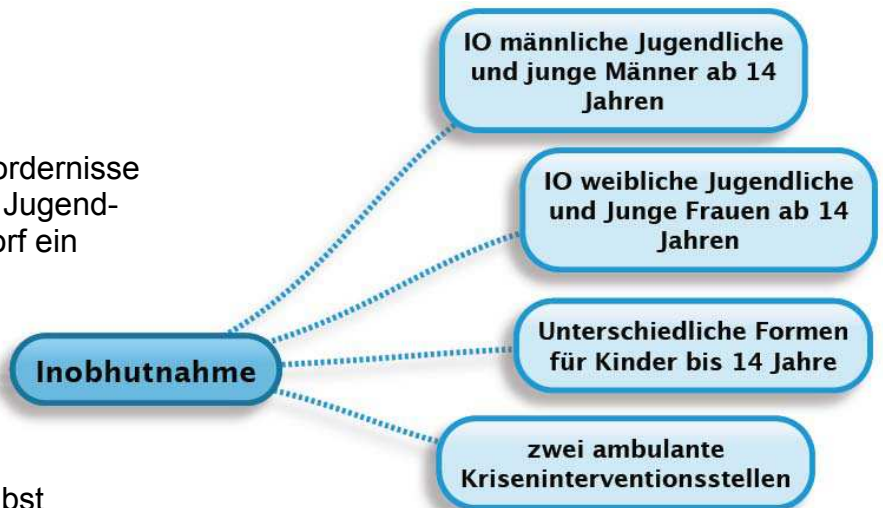 IO männliche Jugendliche
und junge Männer ab 14
Jahren
ordernisse
Jugend-
orf ein
IO weibliche Jugendliche
und Junge Frauen ab 14
Jahren
Unterschiedliche Formen
für Kinder bis 14 Jahre
Inobhutnahme
zwei ambulante
Kriseninterventionsstellen
bst